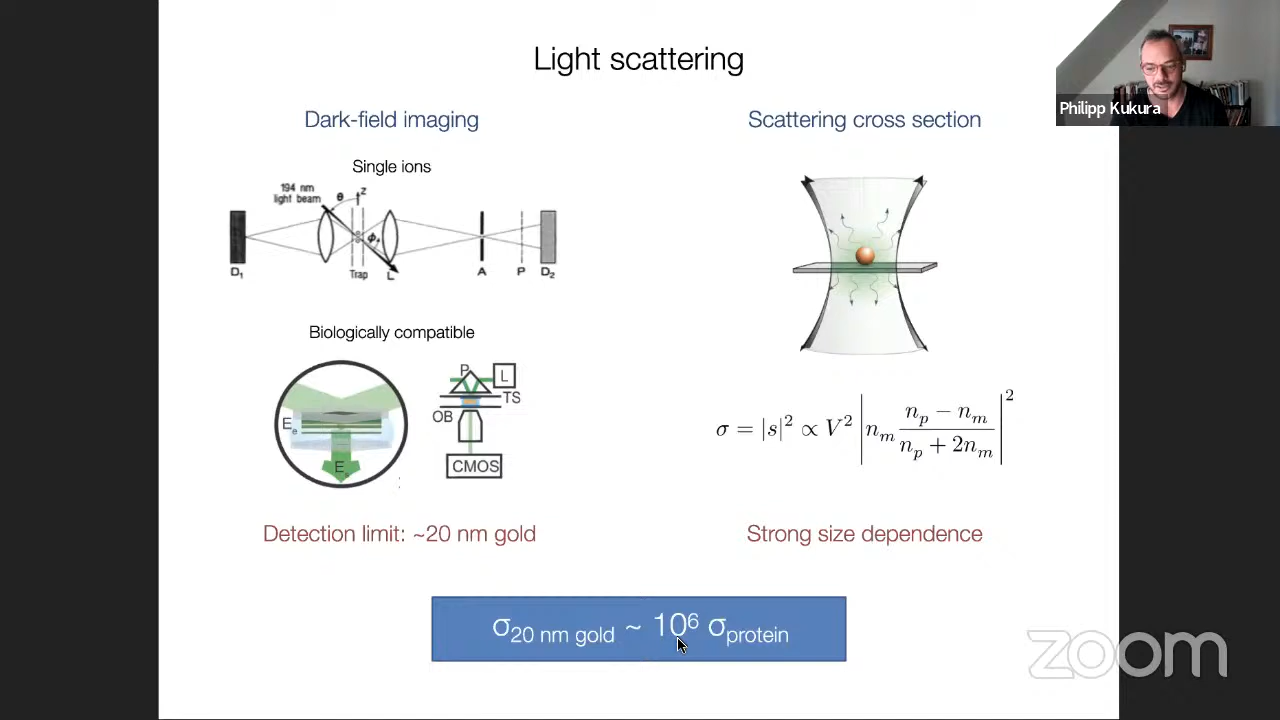 Light scattering
Philipp Kukura
Dark-field imaging
Scattering cross section
Single ions
194 nm
light beam
θ
z
ϕ
D₁
Trap
L
A
P
D₂
Biologically compatible
P
L
TS
OB
CMOS
Eₑ
E
σ = |s|² ∝ V² |nₘ (nₚ − nₘ)/(nₚ + 2nₘ)|²
Detection limit: ~20 nm gold
Strong size dependence
σ20 nm gold ~ 10⁶ σprotein
zoom